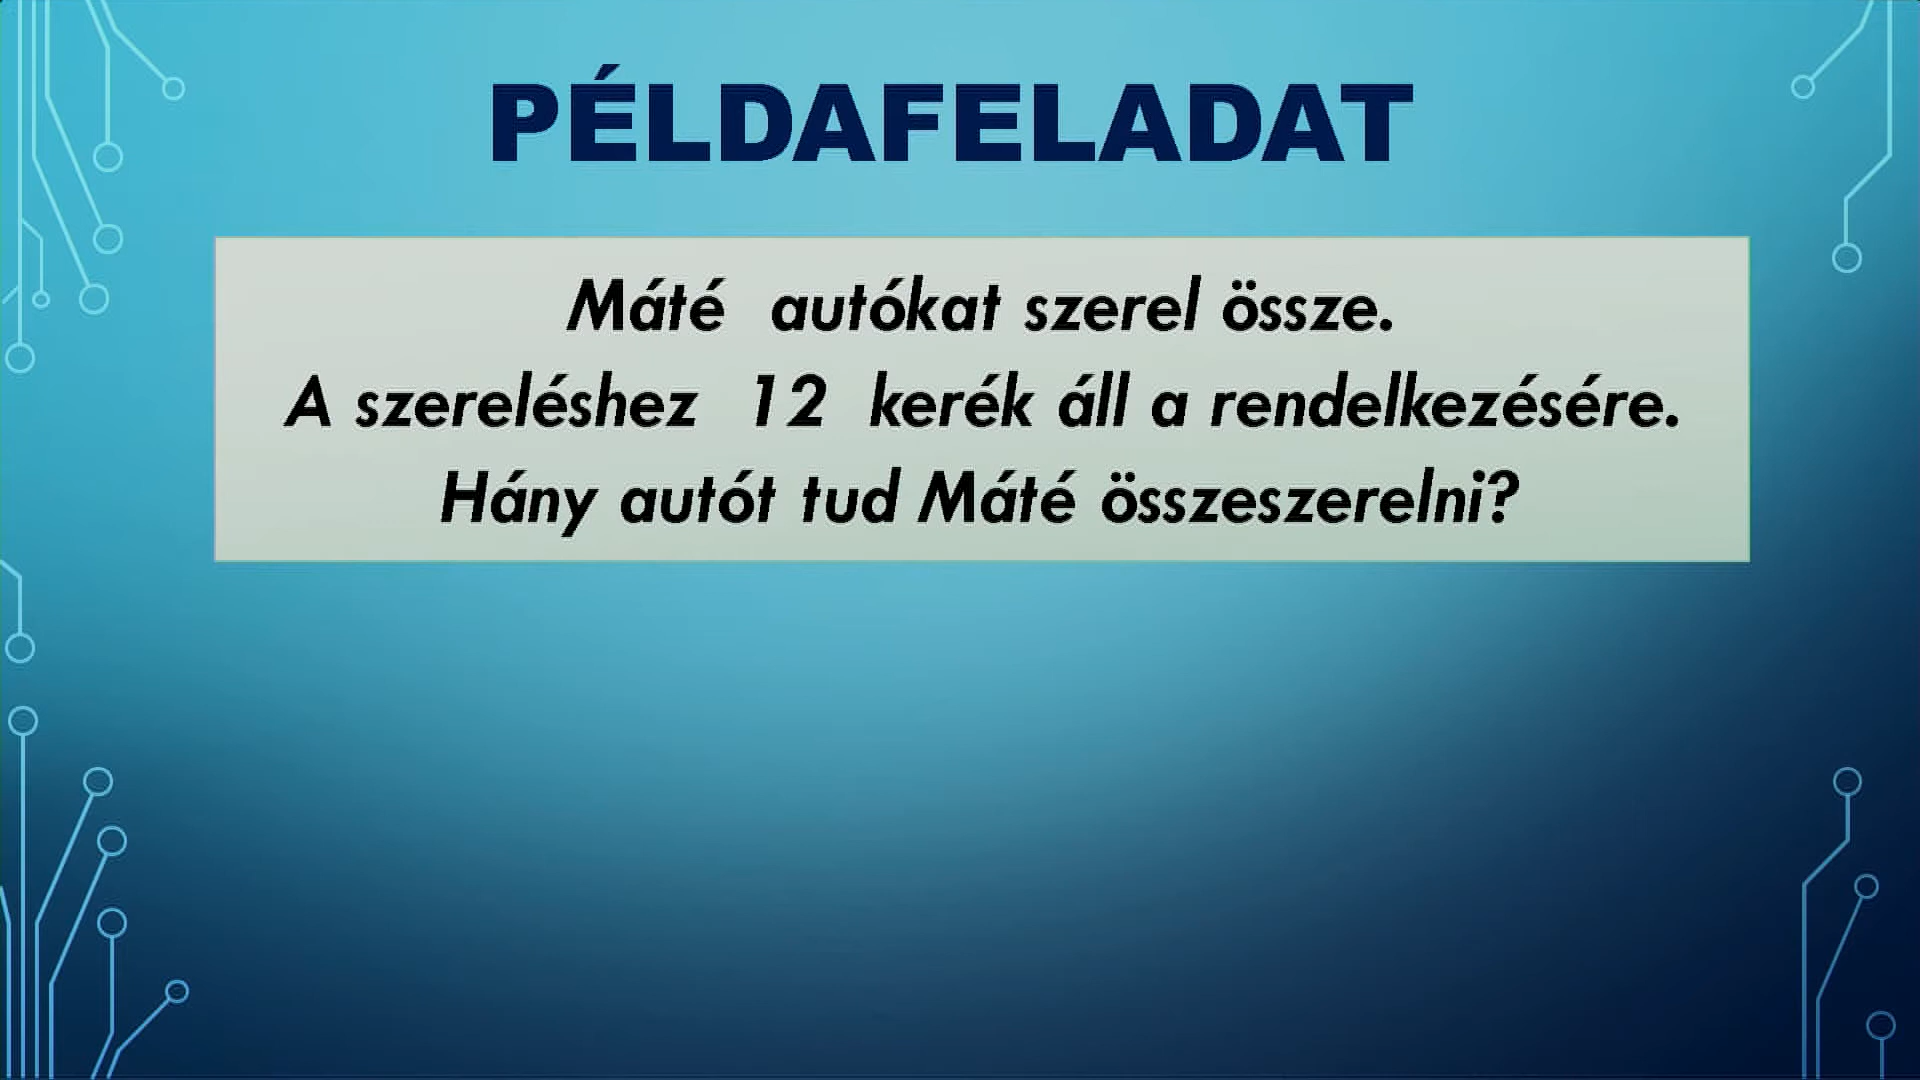 PÉLDAFELADAT
Máté autókat szerel össze.
A szereléshez 12 kerék áll a rendelkezésére.
Hány autót tud Máté összeszerelni?